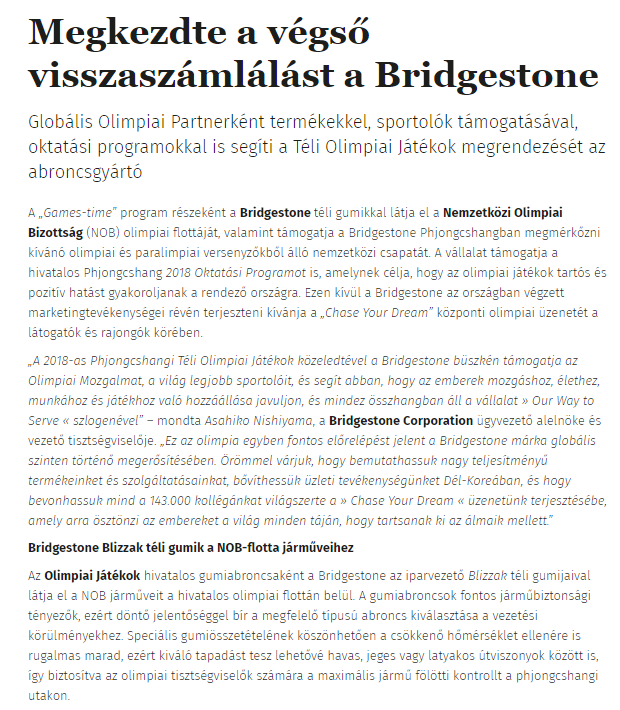 Megkezdte a végső
visszaszámlálást a Bridgestone
Globális Olimpiai Partnerként termékekkel, sportolók támogatásával,
oktatási programokkal is segíti a Téli Olimpiai Játékok megrendezését az
abroncsgyártó
A „Games-time” program részeként a Bridgestone téli gumikkal látja el a Nemzetközi Olimpiai
Bizottság (NOB) olimpiai flottáját, valamint támogatja a Bridgestone Phjongcshangban megmérkőzni
kívánó olimpiai és paralimpiai versenyzőkből álló nemzetközi csapatát. A vállalat támogatja a
hivatalos Phjongcshang 2018 Oktatási Programot is, amelynek célja, hogy az olimpiai játékok tartós és
pozitív hatást gyakoroljanak a rendező országra. Ezen kívül a Bridgestone az országban végzett
marketingtevékenységei révén terjeszteni kívánja a „Chase Your Dream” központi olimpiai üzenetét a
látogatók és rajongók körében.
„A 2018-as Phjongcshangi Téli Olimpiai Játékok közeledtével a Bridgestone büszkén támogatja az
Olimpiai Mozgalmat, a világ legjobb sportolóit, és segít abban, hogy az emberek mozgáshoz, élethez,
munkához és játékhoz való hozzáállása javuljon, és mindez összhangban áll a vállalat » Our Way to
Serve « szlogenével” – mondta Asahiko Nishiyama, a Bridgestone Corporation ügyvezető alelnöke és
vezető tisztségviselője. „Ez az olimpia egyben fontos előrelépést jelent a Bridgestone márka globális
szinten történő megerősítésében. Örömmel várjuk, hogy bemutathassuk nagy teljesítményű
termékeinket és szolgáltatásainkat, bővíthessük üzleti tevékenységünket Dél-Koreában, és hogy
bevonhassuk mind a 143.000 kollégánkat világszerte a » Chase Your Dream « üzenetünk terjesztésébe,
amely arra ösztönzi az embereket a világ minden táján, hogy tartsanak ki az álmaik mellett.”
Bridgestone Blizzak téli gumik a NOB-flotta járműveihez
Az Olimpiai Játékok hivatalos gumiabroncsaként a Bridgestone az iparvezető Blizzak téli gumijaival
látja el a NOB járműveit a hivatalos olimpiai flottán belül. A gumiabroncsok fontos járműbiztonsági
tényezők, ezért döntő jelentőséggel bír a megfelelő típusú abroncs kiválasztása a vezetési
körülményekhez. Speciális gumiösszetételének köszönhetően a csökkenő hőmérséklet ellenére is
rugalmas marad, ezért kiváló tapadást tesz lehetővé havas, jeges vagy latyakos útviszonyok között is,
így biztosítva az olimpiai tisztségviselők számára a maximális jármű fölötti kontrollt a phjongcshangi
utakon.